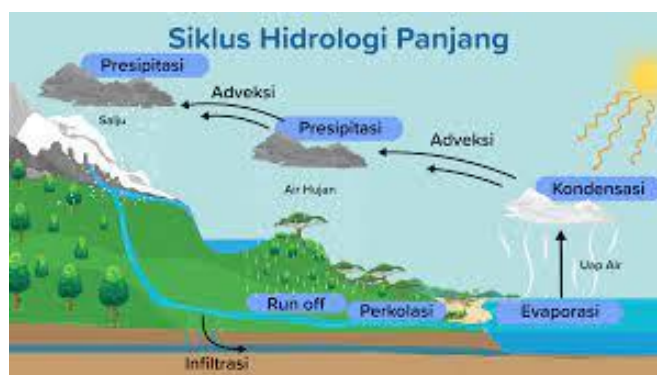 Siklus Hidrologi Panjang
Presipitasi
Adveksi
Salju
Presipitasi
Adveksi
Air Hujan
Kondensasi
Uap Air
Run off
Perkolasi
Evaporasi
Infiltrasi